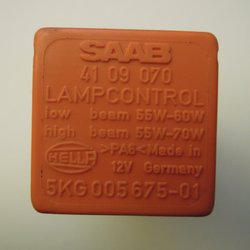 SAAB
41 09 070
LAMPCONTROL
low beam 55W-60W
high beam 55W-70W
>PA6<Made in
HELLA 12V Germany
5KG 005 675-01